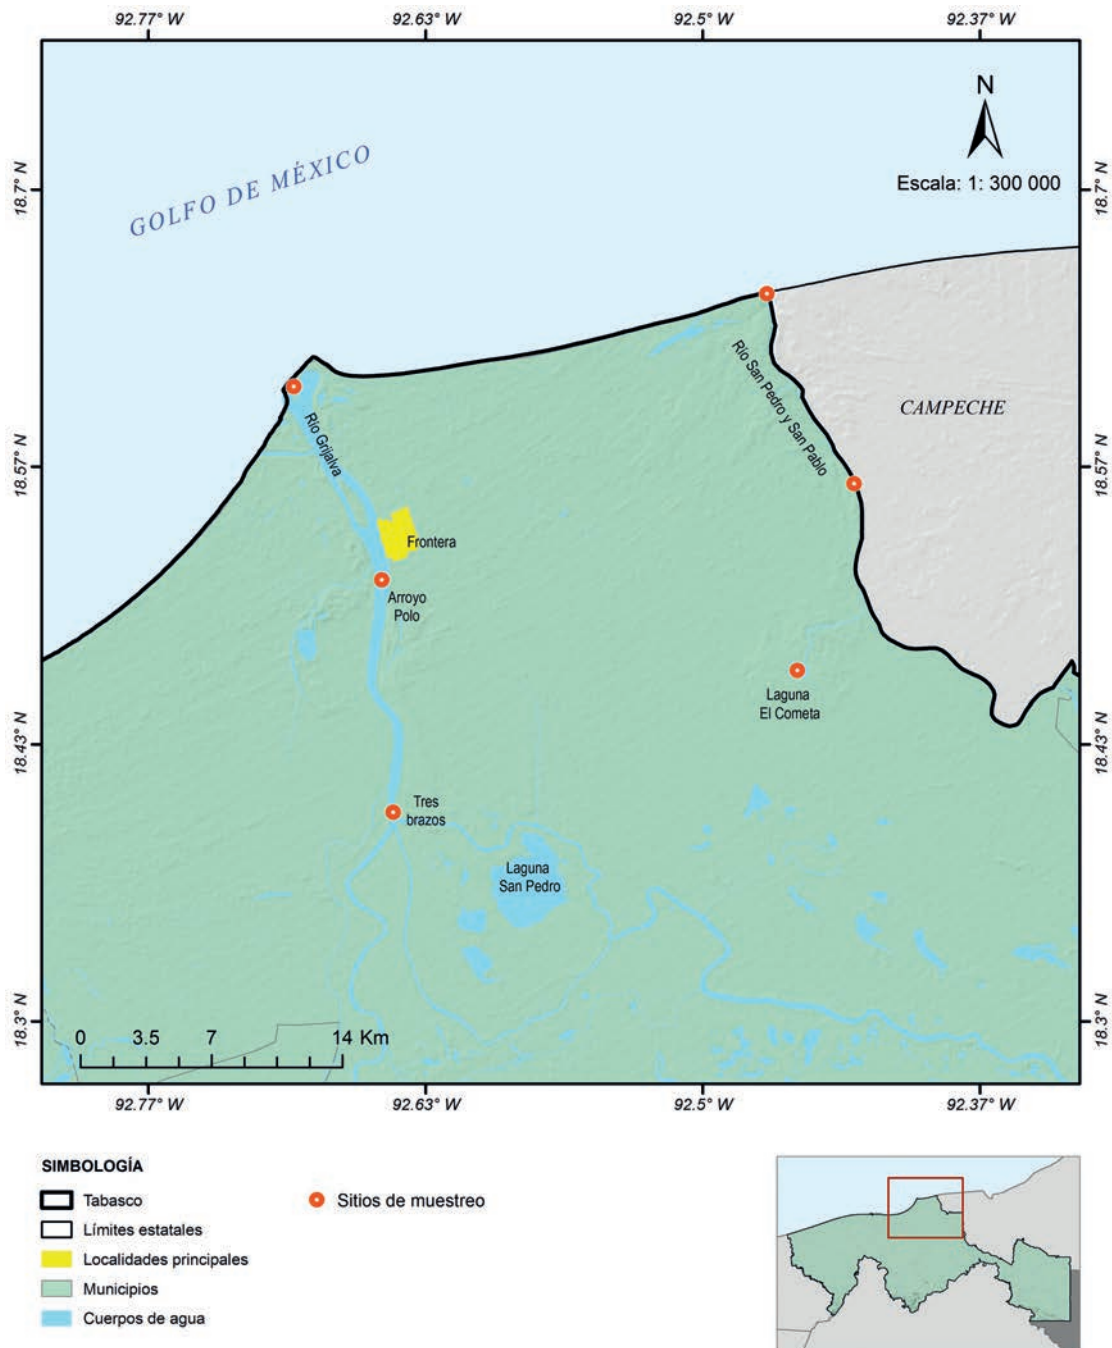 92.77° W 92.63° W 92.5° W 92.37° W
N
Escala: 1: 300 000
18.7° N
18.7° N
GOLFO DE MÉXICO
Río San Pedro y San Pablo
CAMPECHE
Río Grijalva
18.57° N
18.57° N
Frontera
Arroyo
Polo
Laguna
El Cometa
18.43° N
18.43° N
Tres
brazos
Laguna
San Pedro
18.3° N
18.3° N
0 3.5 7 14 Km
92.77° W 92.63° W 92.5° W 92.37° W
SIMBOLOGÍA
Tabasco
Límites estatales
Localidades principales
Municipios
Cuerpos de agua
Sitios de muestreo